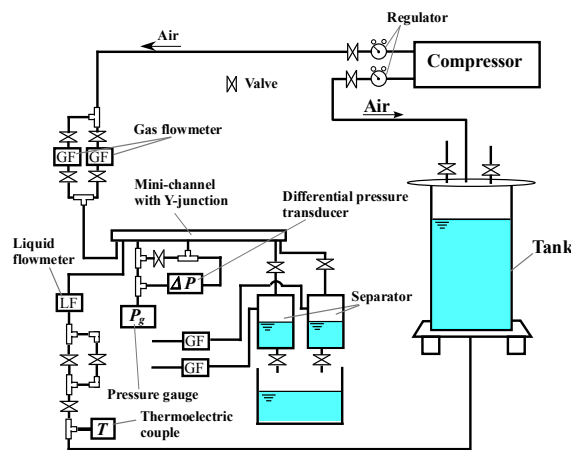 Air
Regulator
Compressor
Valve
Air
Gas flowmeter
GF
GF
Mini-channel
with Y-junction
Differential pressure
transducer
Liquid
flowmeter
Tank
ΔP
LF
Separator
Pg
GF
GF
Pressure gauge
T
Thermoelectric
couple